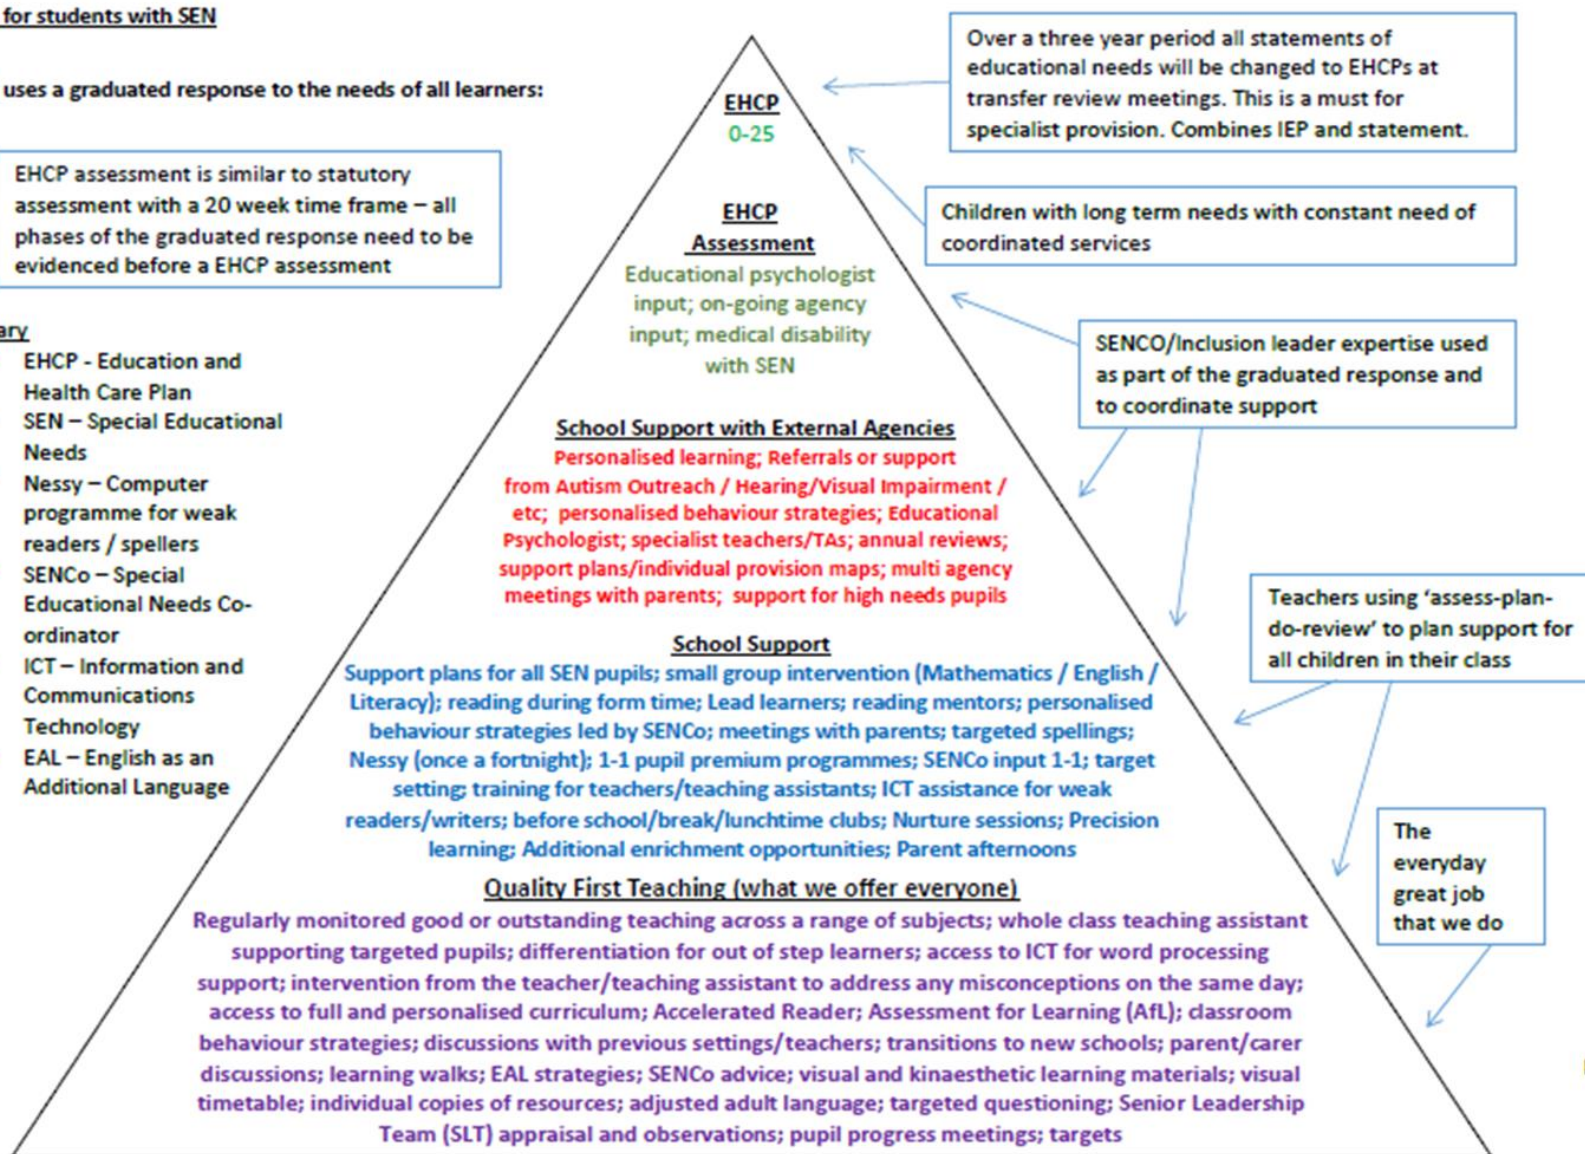 for students with SEN
uses a graduated response to the needs of all learners:
EHCP assessment is similar to statutory
assessment with a 20 week time frame – all
phases of the graduated response need to be
evidenced before a EHCP assessment
ary
EHCP - Education and
Health Care Plan
SEN – Special Educational
Needs
Nessy – Computer
programme for weak
readers / spellers
SENCo – Special
Educational Needs Co-
ordinator
ICT – Information and
Communications
Technology
EAL – English as an
Additional Language
EHCP
0-25
EHCP
Assessment
Educational psychologist
input; on-going agency
input; medical disability
with SEN
School Support with External Agencies
Personalised learning; Referrals or support
from Autism Outreach / Hearing/Visual Impairment /
etc; personalised behaviour strategies; Educational
Psychologist; specialist teachers/TAs; annual reviews;
support plans/individual provision maps; multi agency
meetings with parents; support for high needs pupils
School Support
Support plans for all SEN pupils; small group intervention (Mathematics / English /
Literacy); reading during form time; Lead learners; reading mentors; personalised
behaviour strategies led by SENCo; meetings with parents; targeted spellings;
Nessy (once a fortnight); 1-1 pupil premium programmes; SENCo input 1-1; target
setting; training for teachers/teaching assistants; ICT assistance for weak
readers/writers; before school/break/lunchtime clubs; Nurture sessions; Precision
learning; Additional enrichment opportunities; Parent afternoons
Quality First Teaching (what we offer everyone)
Regularly monitored good or outstanding teaching across a range of subjects; whole class teaching assistant
supporting targeted pupils; differentiation for out of step learners; access to ICT for word processing
support; intervention from the teacher/teaching assistant to address any misconceptions on the same day;
access to full and personalised curriculum; Accelerated Reader; Assessment for Learning (AfL); classroom
behaviour strategies; discussions with previous settings/teachers; transitions to new schools; parent/carer
discussions; learning walks; EAL strategies; SENCo advice; visual and kinaesthetic learning materials; visual
timetable; individual copies of resources; adjusted adult language; targeted questioning; Senior Leadership
Team (SLT) appraisal and observations; pupil progress meetings; targets
Over a three year period all statements of
educational needs will be changed to EHCPs at
transfer review meetings. This is a must for
specialist provision. Combines IEP and statement.
Children with long term needs with constant need of
coordinated services
SENCO/Inclusion leader expertise used
as part of the graduated response and
to coordinate support
Teachers using ‘assess-plan-
do-review’ to plan support for
all children in their class
The
everyday
great job
that we do